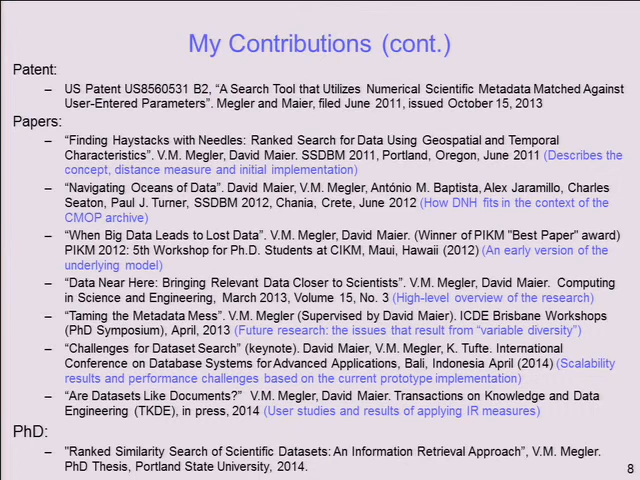 My Contributions (cont.)
Patent:
– US Patent US8560531 B2, “A Search Tool that Utilizes Numerical Scientific Metadata Matched Against
User-Entered Parameters”. Megler and Maier, filed June 2011, issued October 15, 2013
Papers:
– “Finding Haystacks with Needles: Ranked Search for Data Using Geospatial and Temporal
Characteristics”. V.M. Megler, David Maier. SSDBM 2011, Portland, Oregon, June 2011 (Describes the
concept, distance measure and initial implementation)
– “Navigating Oceans of Data”. David Maier, V.M. Megler, António M. Baptista, Alex Jaramillo, Charles
Seaton, Paul J. Turner, SSDBM 2012, Chania, Crete, June 2012 (How DNH fits in the context of the
CMOP archive)
– “When Big Data Leads to Lost Data”. V.M. Megler, David Maier. (Winner of PIKM "Best Paper" award)
PIKM 2012: 5th Workshop for Ph.D. Students at CIKM, Maui, Hawaii (2012) (An early version of the
underlying model)
– “Data Near Here: Bringing Relevant Data Closer to Scientists”. V.M. Megler, David Maier. Computing
in Science and Engineering, March 2013, Volume 15, No. 3 (High-level overview of the research)
– “Taming the Metadata Mess”. V.M. Megler (Supervised by David Maier). ICDE Brisbane Workshops
(PhD Symposium), April, 2013 (Future research: the issues that result from “variable diversity”)
– “Challenges for Dataset Search” (keynote). David Maier, V.M. Megler, K. Tufte. International
Conference on Database Systems for Advanced Applications, Bali, Indonesia April (2014) (Scalability
results and performance challenges based on the current prototype implementation)
– “Are Datasets Like Documents?” V.M. Megler, David Maier. Transactions on Knowledge and Data
Engineering (TKDE), in press, 2014 (User studies and results of applying IR measures)
PhD:
– "Ranked Similarity Search of Scientific Datasets: An Information Retrieval Approach”, V.M. Megler.
PhD Thesis, Portland State University, 2014.
8